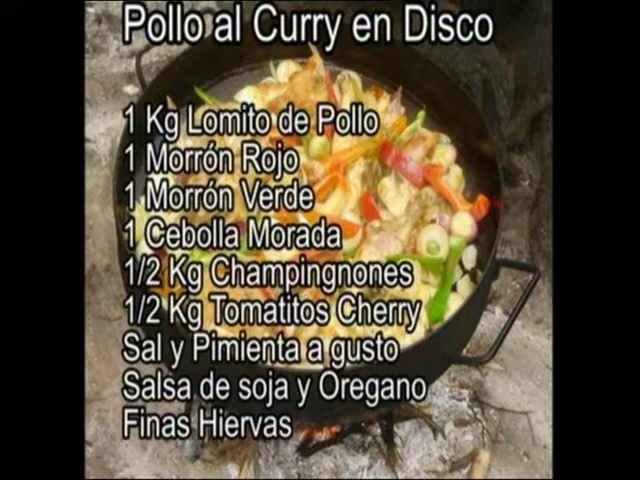 Pollo al Curry en Disco
1 Kg Lomito de Pollo
1 Morrón Rojo
1 Morrón Verde
1 Cebolla Morada
1/2 Kg Champingnones
1/2 Kg Tomatitos Cherry
Sal y Pimienta a gusto
Salsa de soja y Oregano
Finas Hiervas